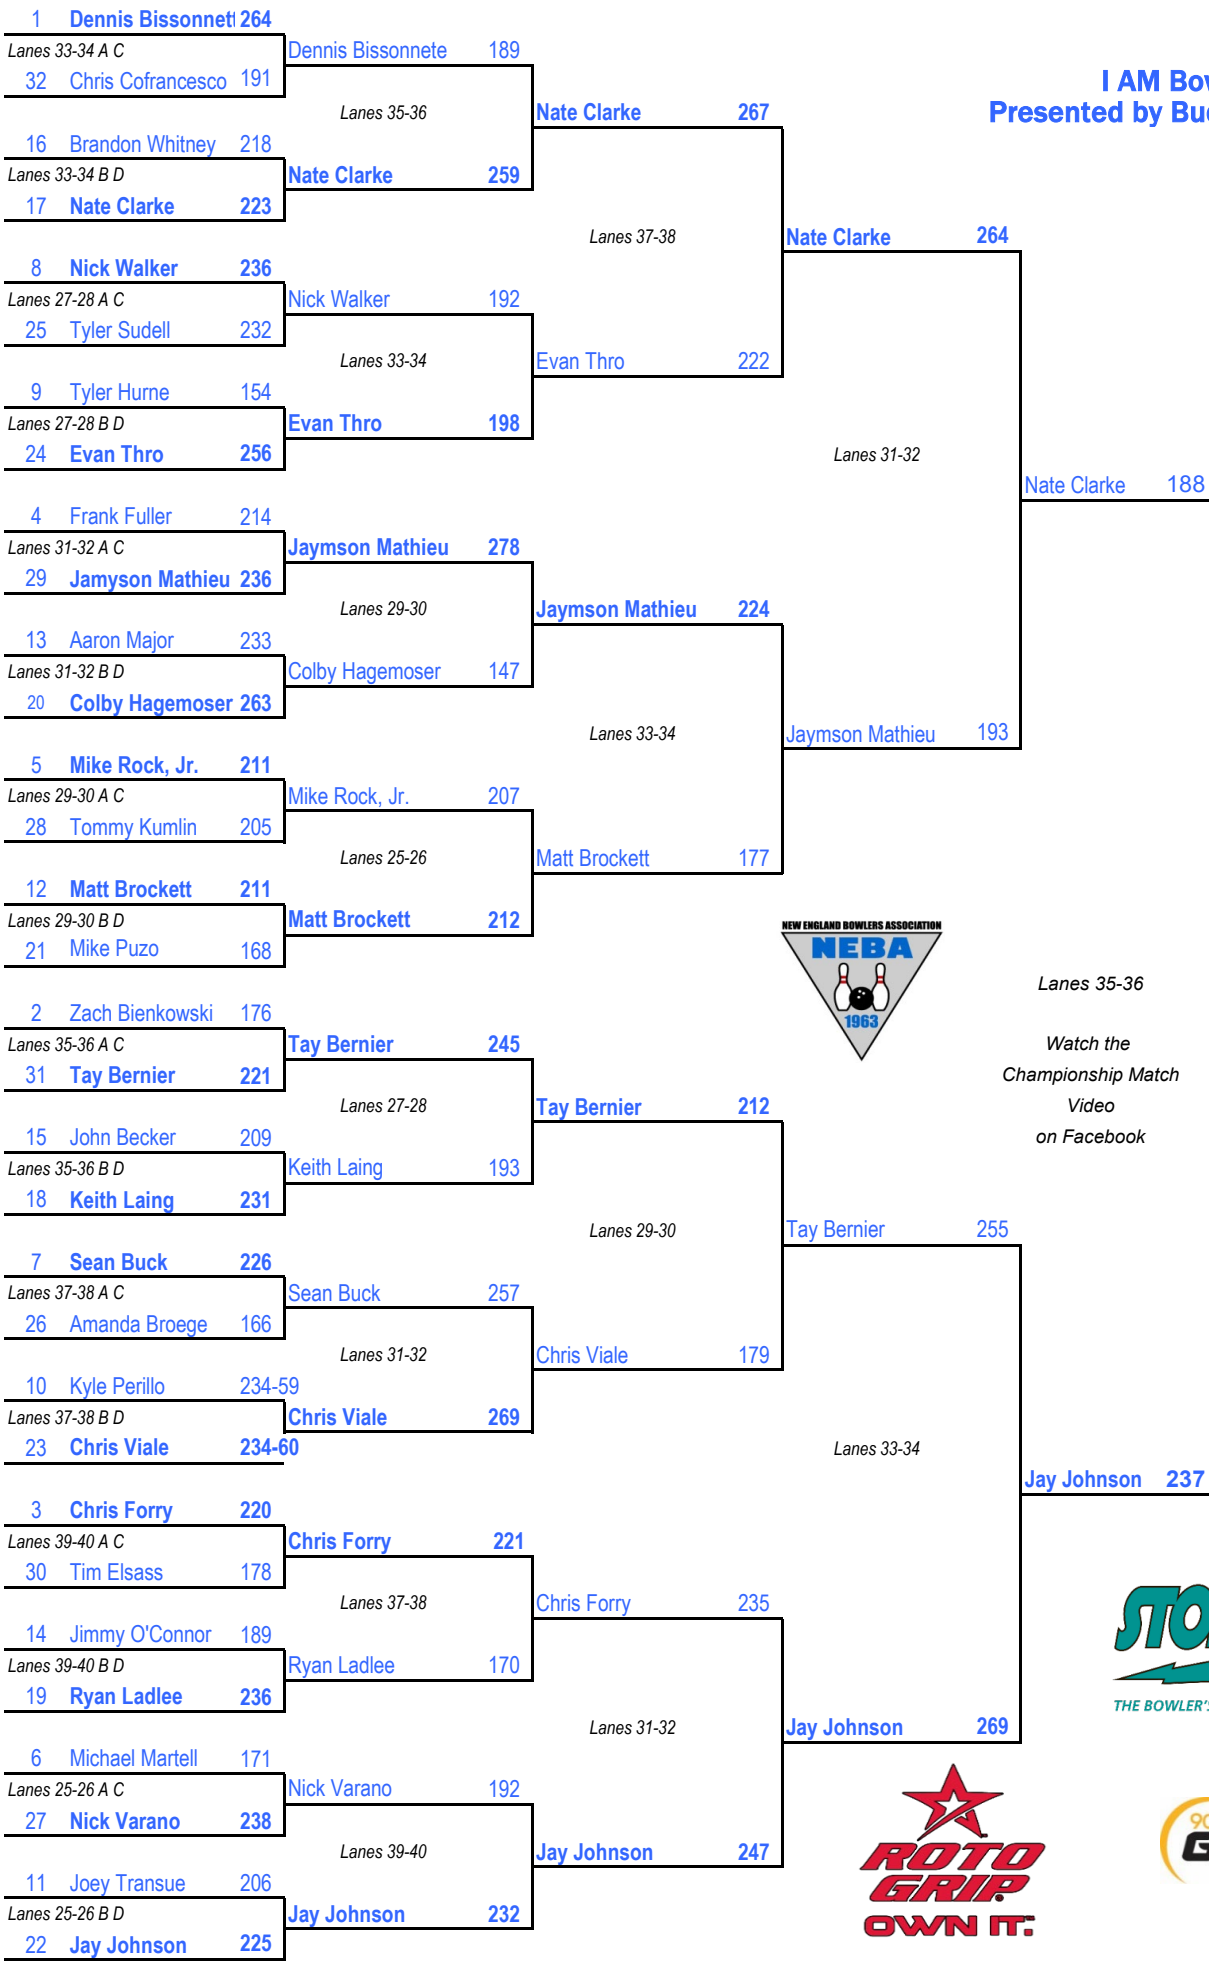 1 Dennis Bissonnett 264
Lanes 33-34 A C
32 Chris Cofrancesco 191
16 Brandon Whitney 218
Lanes 33-34 B D
17 Nate Clarke 223
8 Nick Walker 236
Lanes 27-28 A C
25 Tyler Sudell 232
9 Tyler Hurne 154
Lanes 27-28 B D
24 Evan Thro 256
4 Frank Fuller 214
Lanes 31-32 A C
29 Jamyson Mathieu 236
13 Aaron Major 233
Lanes 31-32 B D
20 Colby Hagemoser 263
5 Mike Rock, Jr. 211
Lanes 29-30 A C
28 Tommy Kumlin 205
12 Matt Brockett 211
Lanes 29-30 B D
21 Mike Puzo 168
2 Zach Bienkowski 176
Lanes 35-36 A C
31 Tay Bernier 221
15 John Becker 209
Lanes 35-36 B D
18 Keith Laing 231
7 Sean Buck 226
Lanes 37-38 A C
26 Amanda Broege 166
10 Kyle Perillo 234-59
Lanes 37-38 B D
23 Chris Viale 234-60
3 Chris Forry 220
Lanes 39-40 A C
30 Tim Elsass 178
14 Jimmy O'Connor 189
Lanes 39-40 B D
19 Ryan Ladlee 236
6 Michael Martell 171
Lanes 25-26 A C
27 Nick Varano 238
11 Joey Transue 206
Lanes 25-26 B D
22 Jay Johnson 225
Dennis Bissonnete 189
Lanes 35-36
Nate Clarke 259
Nick Walker 192
Lanes 33-34
Evan Thro 198
Jaymson Mathieu 278
Lanes 29-30
Colby Hagemoser 147
Mike Rock, Jr. 207
Lanes 25-26
Matt Brockett 212
Tay Bernier 245
Lanes 27-28
Keith Laing 193
Sean Buck 257
Lanes 31-32
Chris Viale 269
Chris Forry 221
Lanes 37-38
Ryan Ladlee 170
Nick Varano 192
Lanes 39-40
Jay Johnson 232
Nate Clarke 267
Lanes 37-38
Evan Thro 222
Jaymson Mathieu 224
Lanes 33-34
Matt Brockett 177
Tay Bernier 212
Lanes 29-30
Chris Viale 179
Chris Forry 235
Lanes 31-32
Jay Johnson 247
Nate Clarke 264
Lanes 31-32
Jaymson Mathieu 193
Tay Bernier 255
Lanes 33-34
Jay Johnson 269
I AM Bow
Presented by Bud
Nate Clarke 188
NEW ENGLAND BOWLERS ASSOCIATION
NEBA
1963
Lanes 35-36
Watch the
Championship Match
Video
on Facebook
Jay Johnson 237
STO
THE BOWLER'S
ROTO
GRIP
OWN IT.
90
G